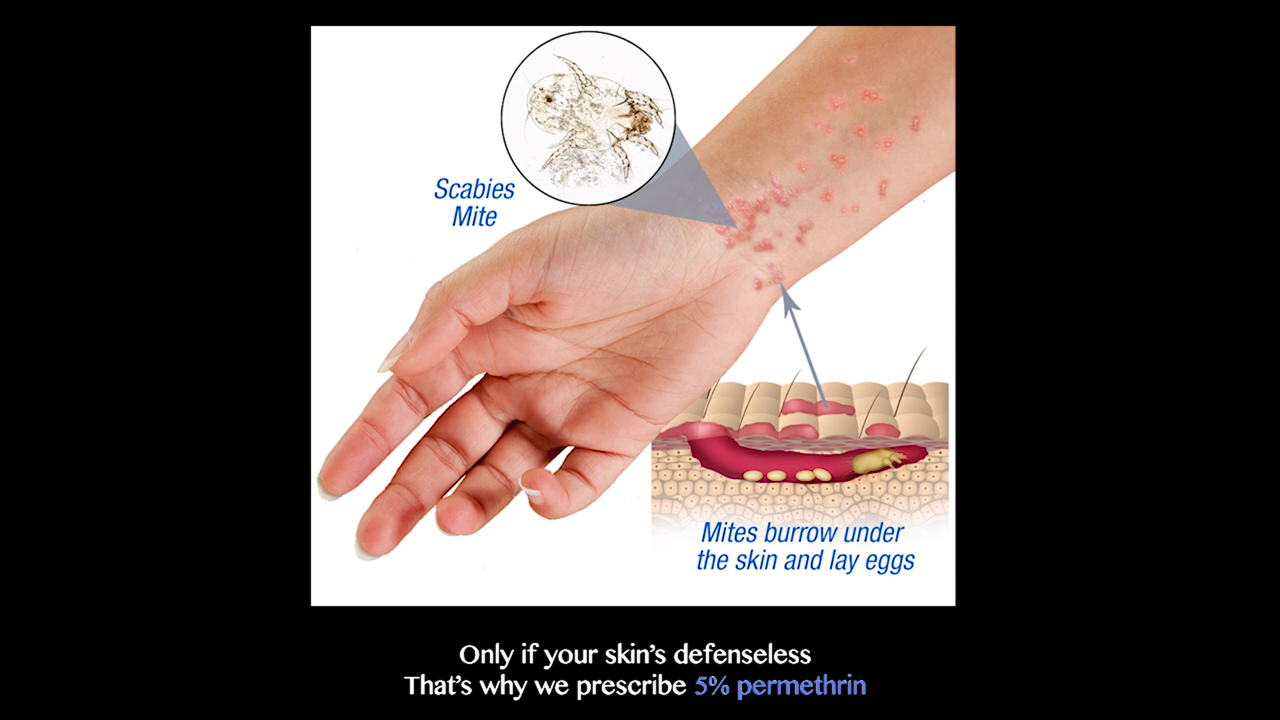 Scabies
Mite
Mites burrow under
the skin and lay eggs
Only if your skin's defenseless
That's why we prescribe 5% permethrin